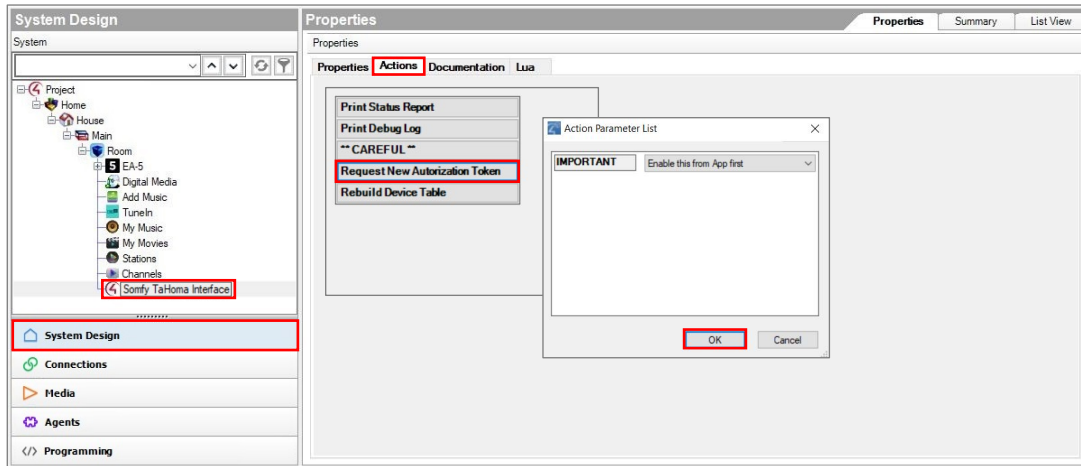 System Design
System
Project
Home
House
Main
Room
5 EA-5
Digital Media
Add Music
TuneIn
My Music
My Movies
Stations
Channels
Somfy TaHoma Interface
System Design
Connections
Media
Agents
</> Programming
Properties
Properties Summary List View
Properties
Properties Actions Documentation Lua
Print Status Report
Print Debug Log
** CAREFUL **
Request New Autorization Token
Rebuild Device Table
Action Parameter List
IMPORTANT Enable this from App first
OK Cancel